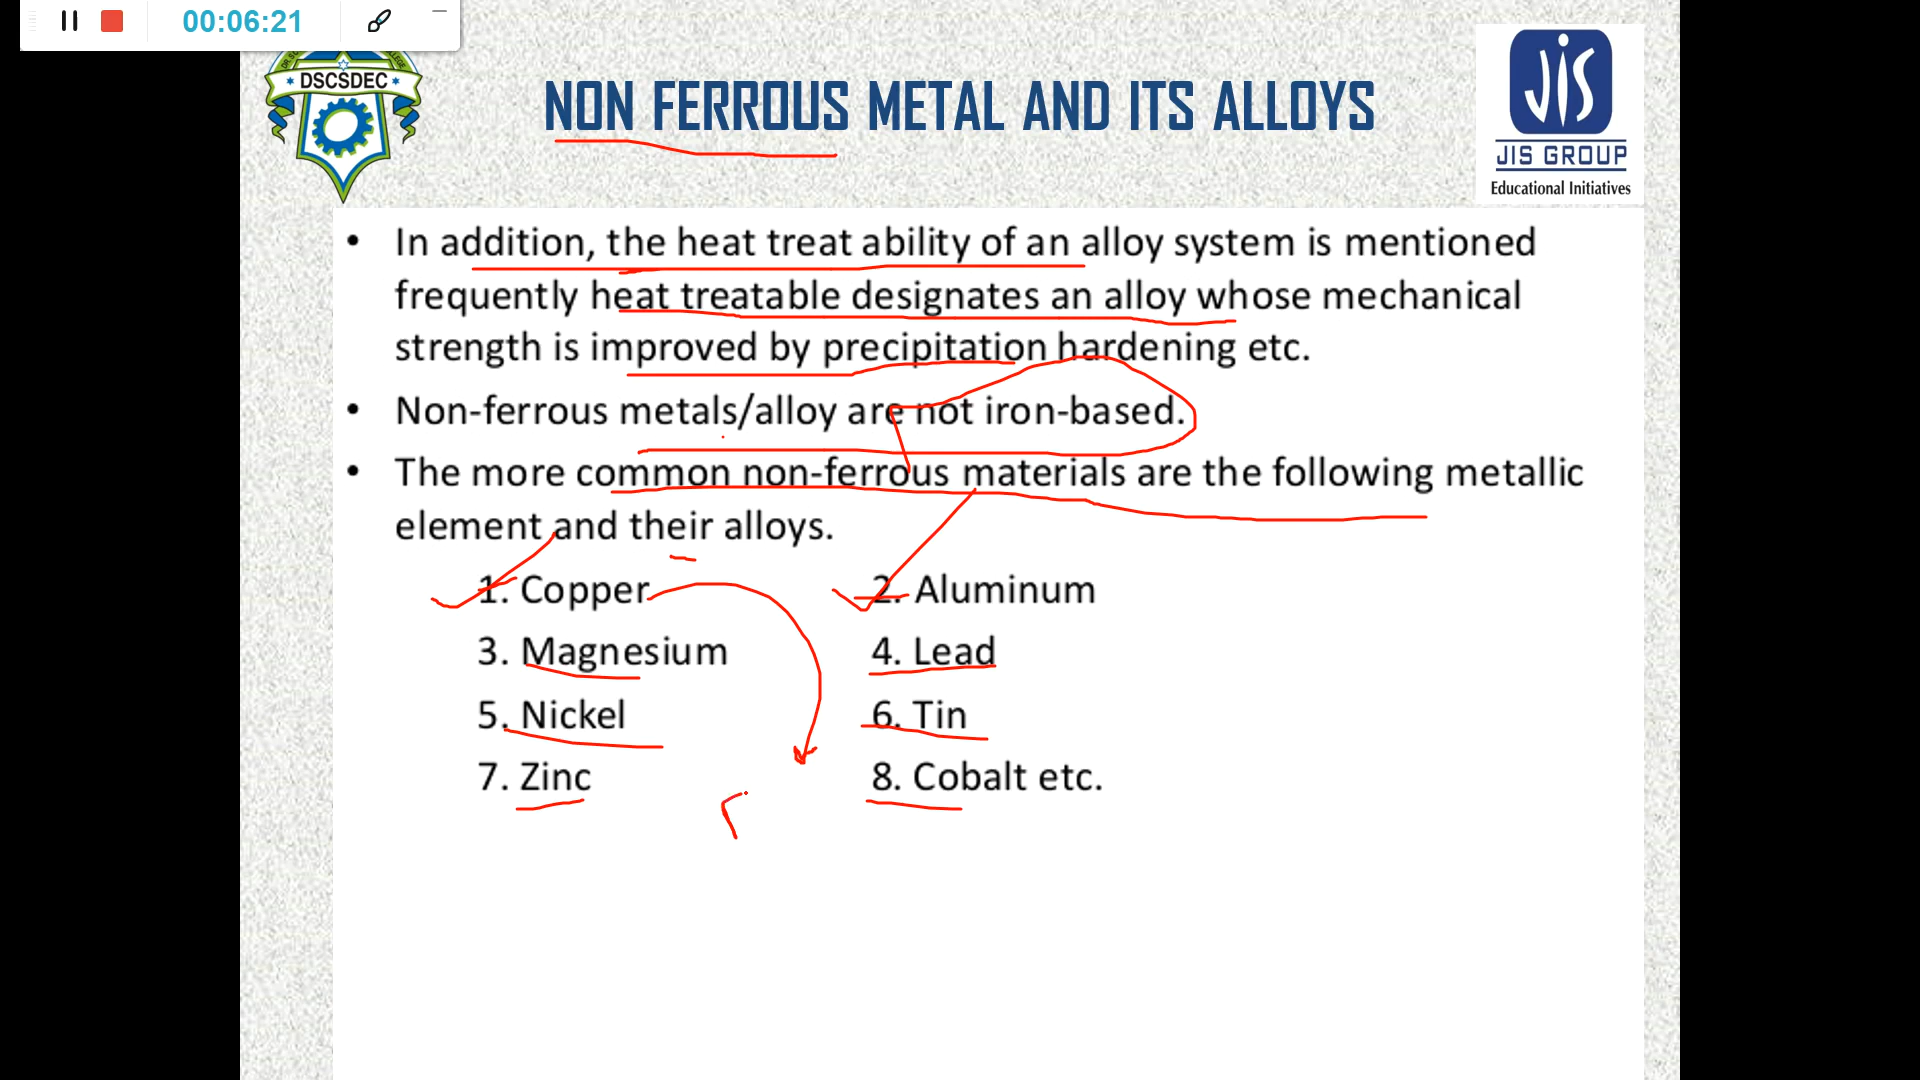 00:06:21
DSCSDEC
NON FERROUS METAL AND ITS ALLOYS
JIS
JIS GROUP
Educational Initiatives
• In addition, the heat treat ability of an alloy system is mentioned
frequently heat treatable designates an alloy whose mechanical
strength is improved by precipitation hardening etc.
• Non-ferrous metals/alloy are not iron-based.
• The more common non-ferrous materials are the following metallic
element and their alloys.
1. Copper 2. Aluminum
3. Magnesium 4. Lead
5. Nickel 6. Tin
7. Zinc 8. Cobalt etc.